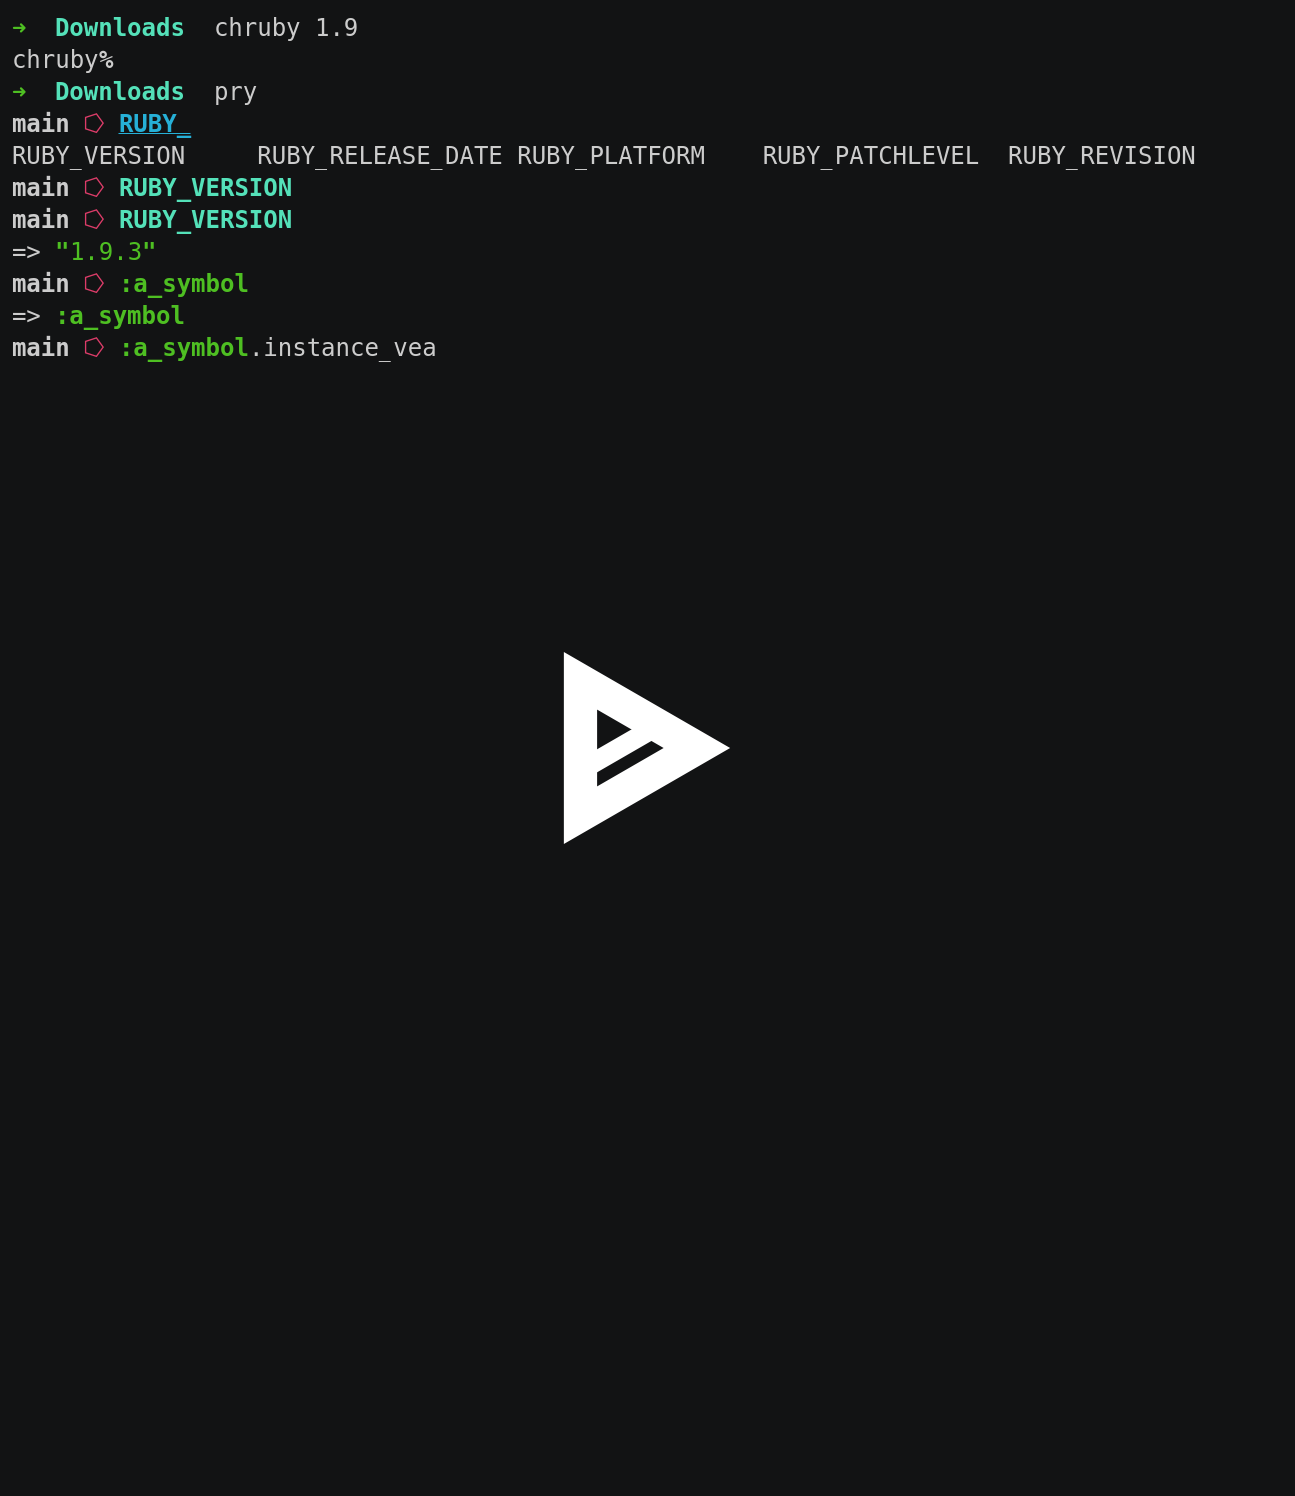 ➜  Downloads  chruby 1.9
chruby%
➜  Downloads  pry
main ⬠ RUBY_
RUBY_VERSION     RUBY_RELEASE_DATE RUBY_PLATFORM    RUBY_PATCHLEVEL  RUBY_REVISION
main ⬠ RUBY_VERSION
main ⬠ RUBY_VERSION
=> "1.9.3"
main ⬠ :a_symbol
=> :a_symbol
main ⬠ :a_symbol.instance_vea